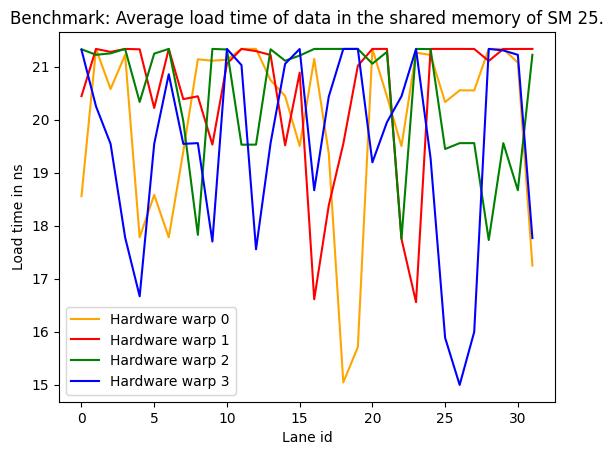 Benchmark: Average load time of data in the shared memory of SM 25.
Load time in ns
21
20
19
18
17
16
15
Hardware warp 0
Hardware warp 1
Hardware warp 2
Hardware warp 3
0 5 10 15 20 25 30
Lane id